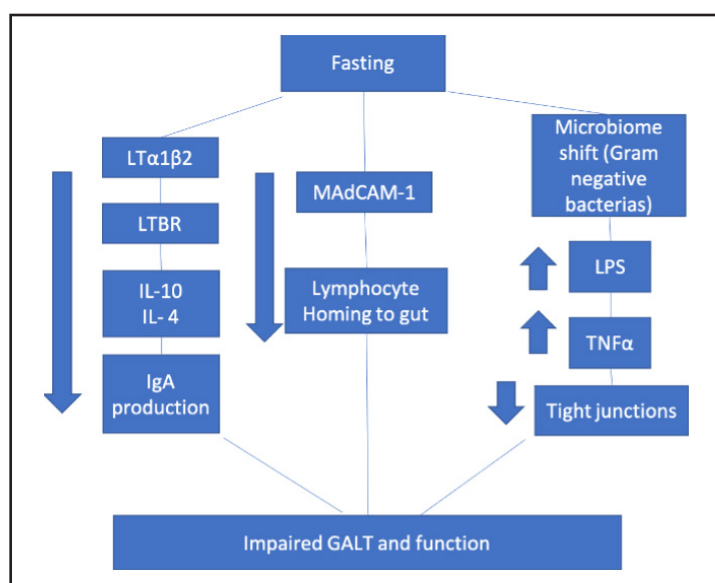 Fasting
LTα1β2
LTBR
IL-10
IL- 4
IgA
production
MAdCAM-1
Lymphocyte
Homing to gut
Microbiome
shift (Gram
negative
bacterias)
LPS
TNFα
Tight junctions
Impaired GALT and function